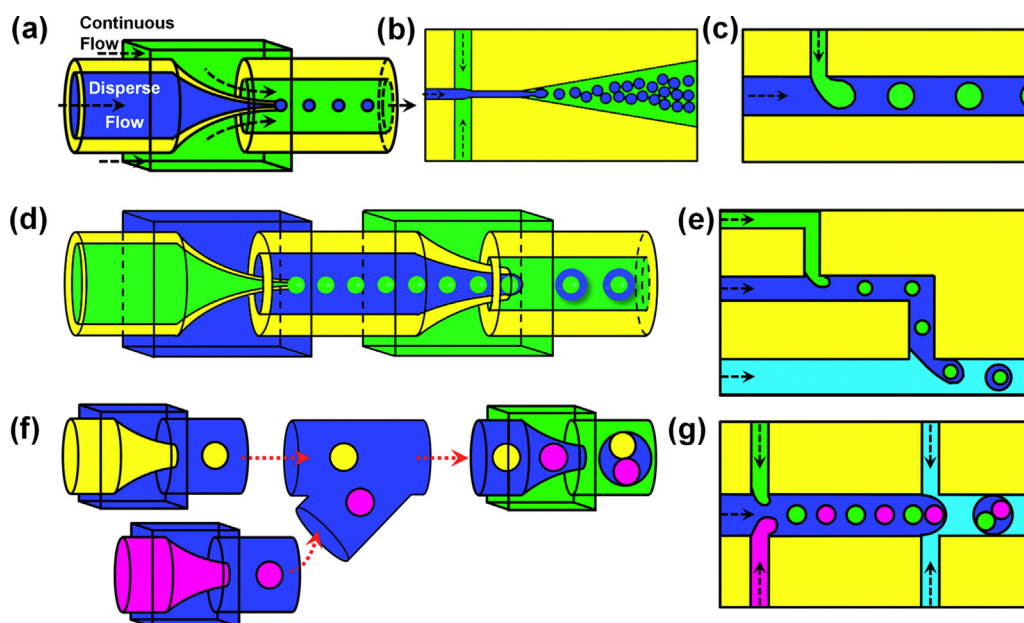 (a)
Continuous
Flow
Disperse
Flow
(b)
(c)
(d)
(e)
(f)
(g)